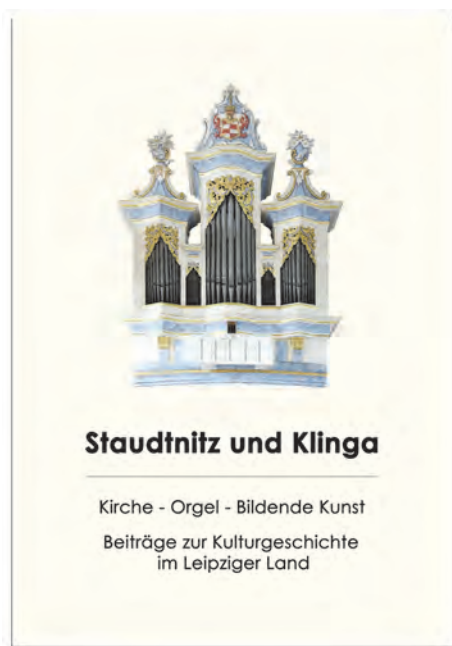 Staudtnitz und Klinga
Kirche - Orgel - Bildende Kunst
Beiträge zur Kulturgeschichte
im Leipziger Land